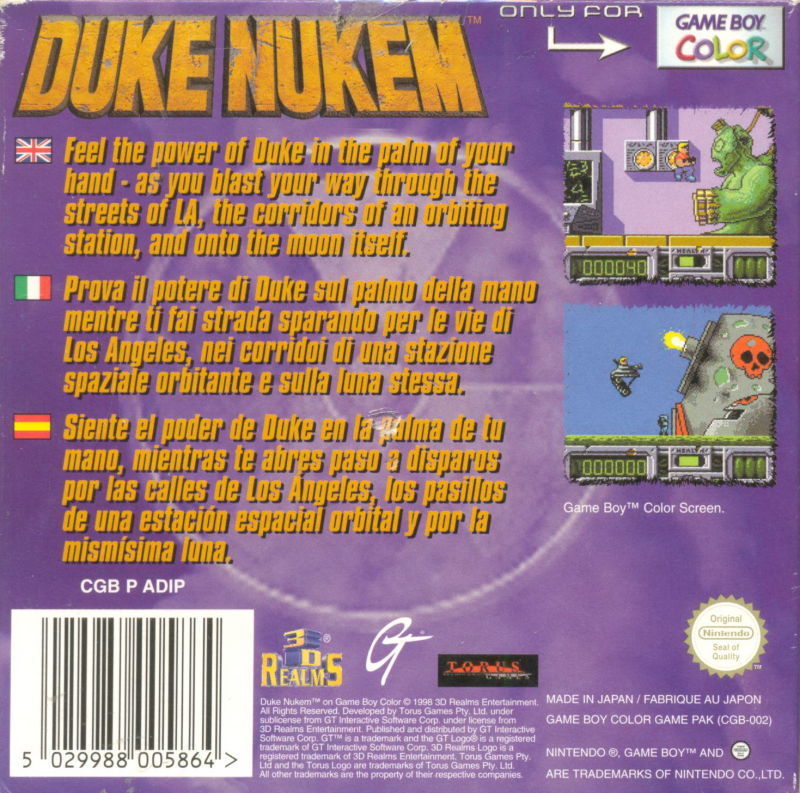 DUKE NUKEM™
ONLY FOR
GAME BOY
COLOR
Feel the power of Duke in the palm of your
hand - as you blast your way through the
streets of LA, the corridors of an orbiting
station, and onto the moon itself.
Prova il potere di Duke sul palmo della mano
mentre ti fai strada sparando per le vie di
Los Angeles, nei corridoi di una stazione
spaziale orbitante e sulla luna stessa.
Siente el poder de Duke en la palma de tu
mano, mientras te abres paso a disparos
por las calles de Los Ángeles, los pasillos
de una estación espacial orbital y por la
mismísima luna.
HEALTH
000040
HEALTH
000000
Game Boy™ Color Screen.
CGB P ADIP
5 029988 005864 >
3D
REALMS®
GT®
TORUS
Original
Nintendo
Seal of
Quality
TM
Duke Nukem™ on Game Boy Color © 1998 3D Realms Entertainment.
All Rights Reserved. Developed by Torus Games Pty. Ltd. under
sublicense from GT Interactive Software Corp. under license from
3D Realms Entertainment. Published and distributed by GT Interactive
Software Corp. GT™ is a trademark and the GT Logo® is a registered
trademark of GT Interactive Software Corp. 3D Realms Logo is a
registered trademark of 3D Realms Entertainment. Torus Games Pty.
Ltd and the Torus Logo are trademarks of Torus Games Pty. Ltd.
All other trademarks are the property of their respective companies.
MADE IN JAPAN / FABRIQUE AU JAPON
GAME BOY COLOR GAME PAK (CGB-002)
NINTENDO ®, GAME BOY™ AND
ARE TRADEMARKS OF NINTENDO CO.,LTD.